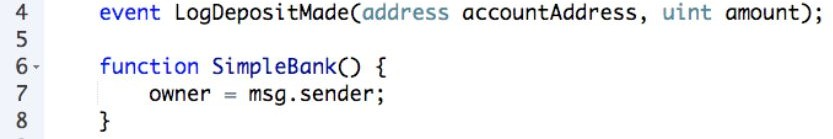 4 event LogDepositMade(address accountAddress, uint amount);
5
6 function SimpleBank() {
7 owner = msg.sender;
8 }